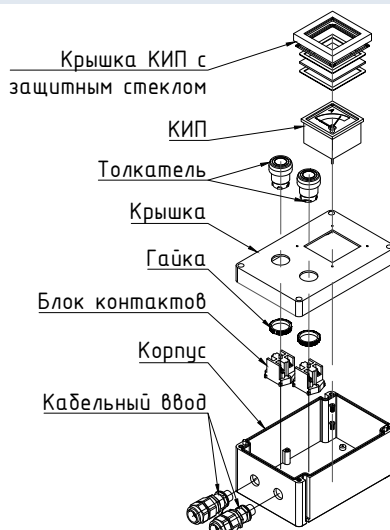 Крышка КИП с
защитным стеклом
КИП
Толкатель
Крышка
Гайка
Блок контактов
Корпус
Кабельный ввод